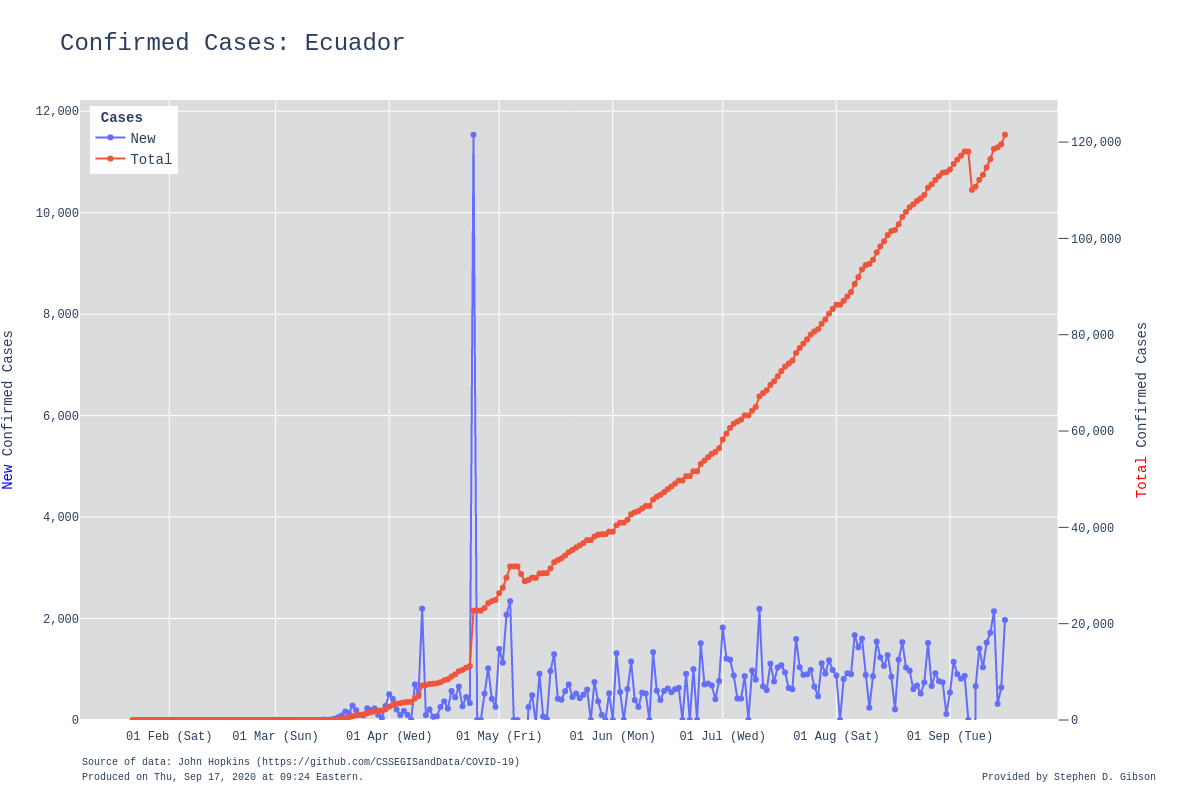 Confirmed Cases: Ecuador
Cases
New
Total
12,000
10,000
8,000
6,000
4,000
2,000
0
New Confirmed Cases
120,000
100,000
80,000
60,000
40,000
20,000
0
Total Confirmed Cases
01 Feb (Sat)
01 Mar (Sun)
01 Apr (Wed)
01 May (Fri)
01 Jun (Mon)
01 Jul (Wed)
01 Aug (Sat)
01 Sep (Tue)
Source of data: John Hopkins (https://github.com/CSSEGISandData/COVID-19)
Produced on Thu, Sep 17, 2020 at 09:24 Eastern.
Provided by Stephen D. Gibson